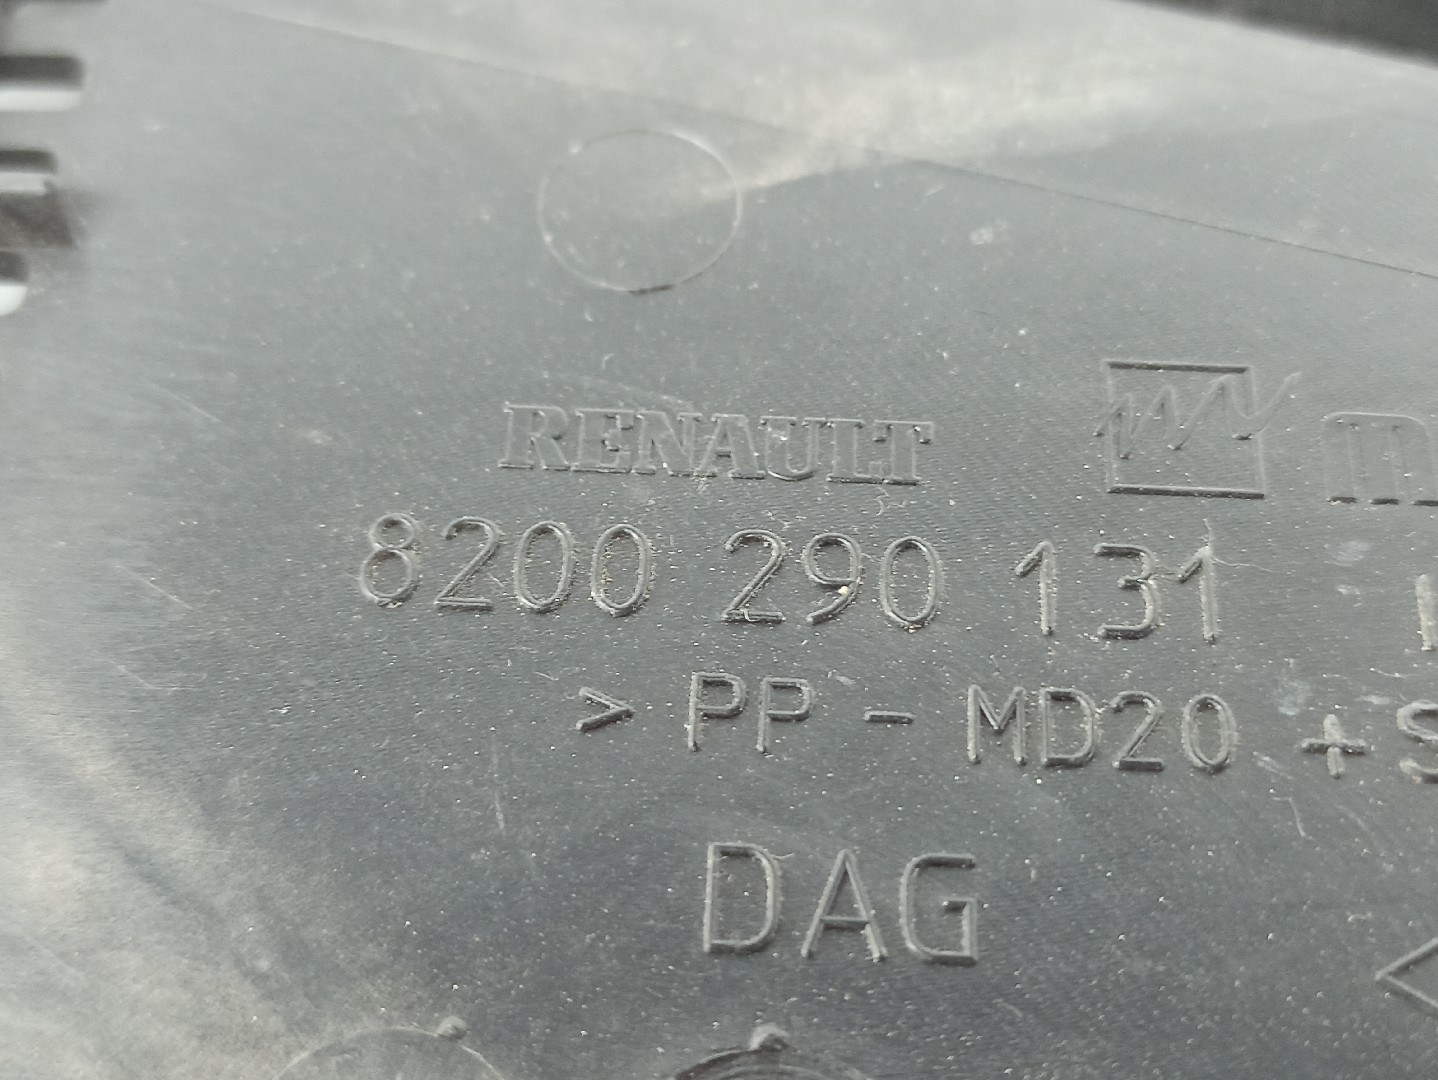 RENAULT
8200 290 131
> PP - MD20 + S
DAG